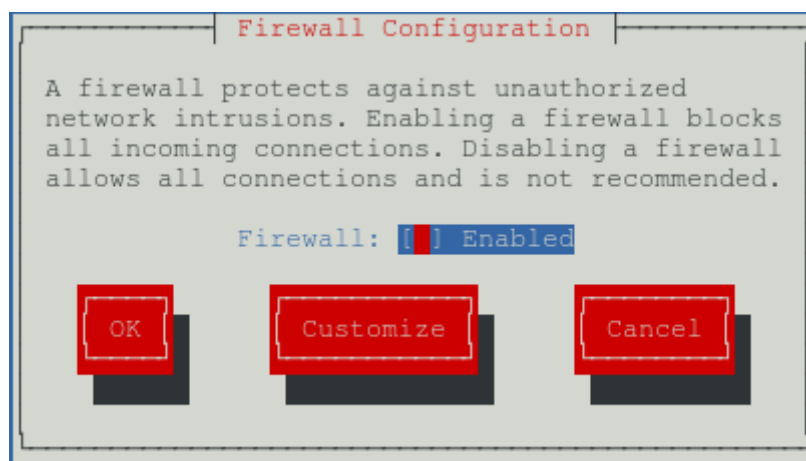 Firewall Configuration
A firewall protects against unauthorized
network intrusions. Enabling a firewall blocks
all incoming connections. Disabling a firewall
allows all connections and is not recommended.
Firewall: [ ] Enabled
OK Customize Cancel